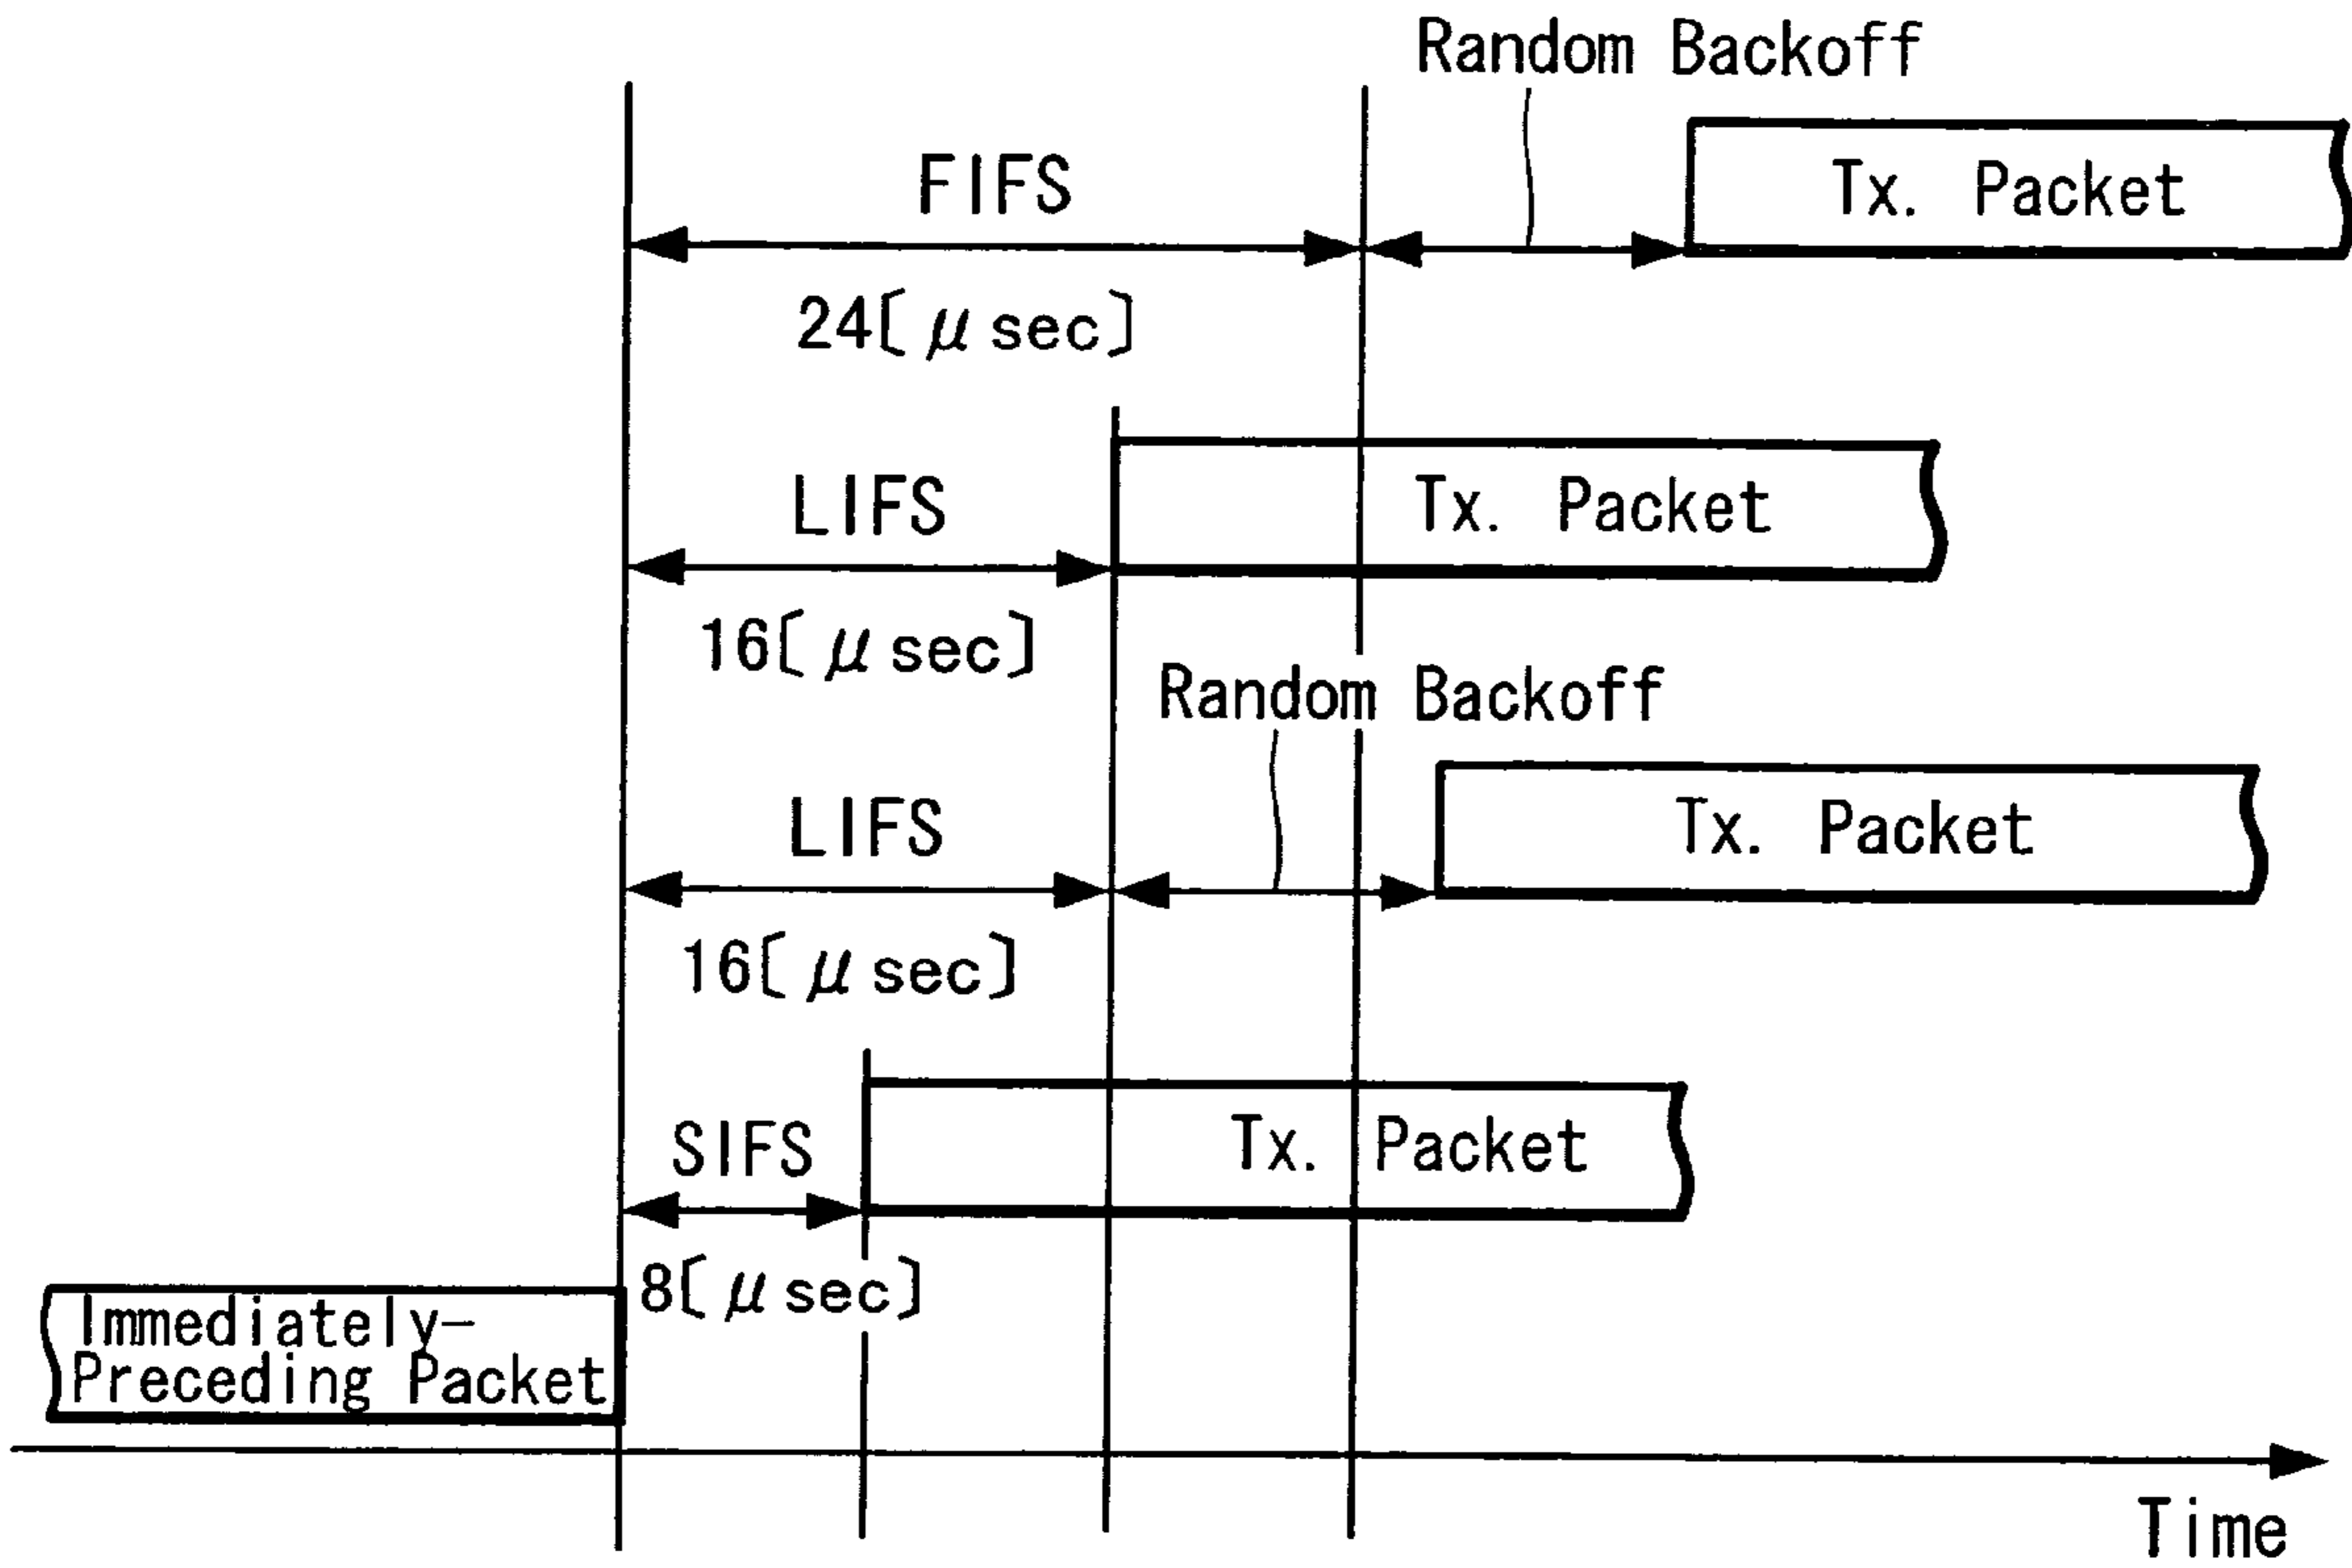 Random Backoff
FIFS
Tx. Packet
24[μsec]
LIFS
Tx. Packet
16[μsec]
Random Backoff
LIFS
Tx. Packet
16[μsec]
SIFS
Tx. Packet
8[μsec]
Immediately-
Preceding Packet
Time